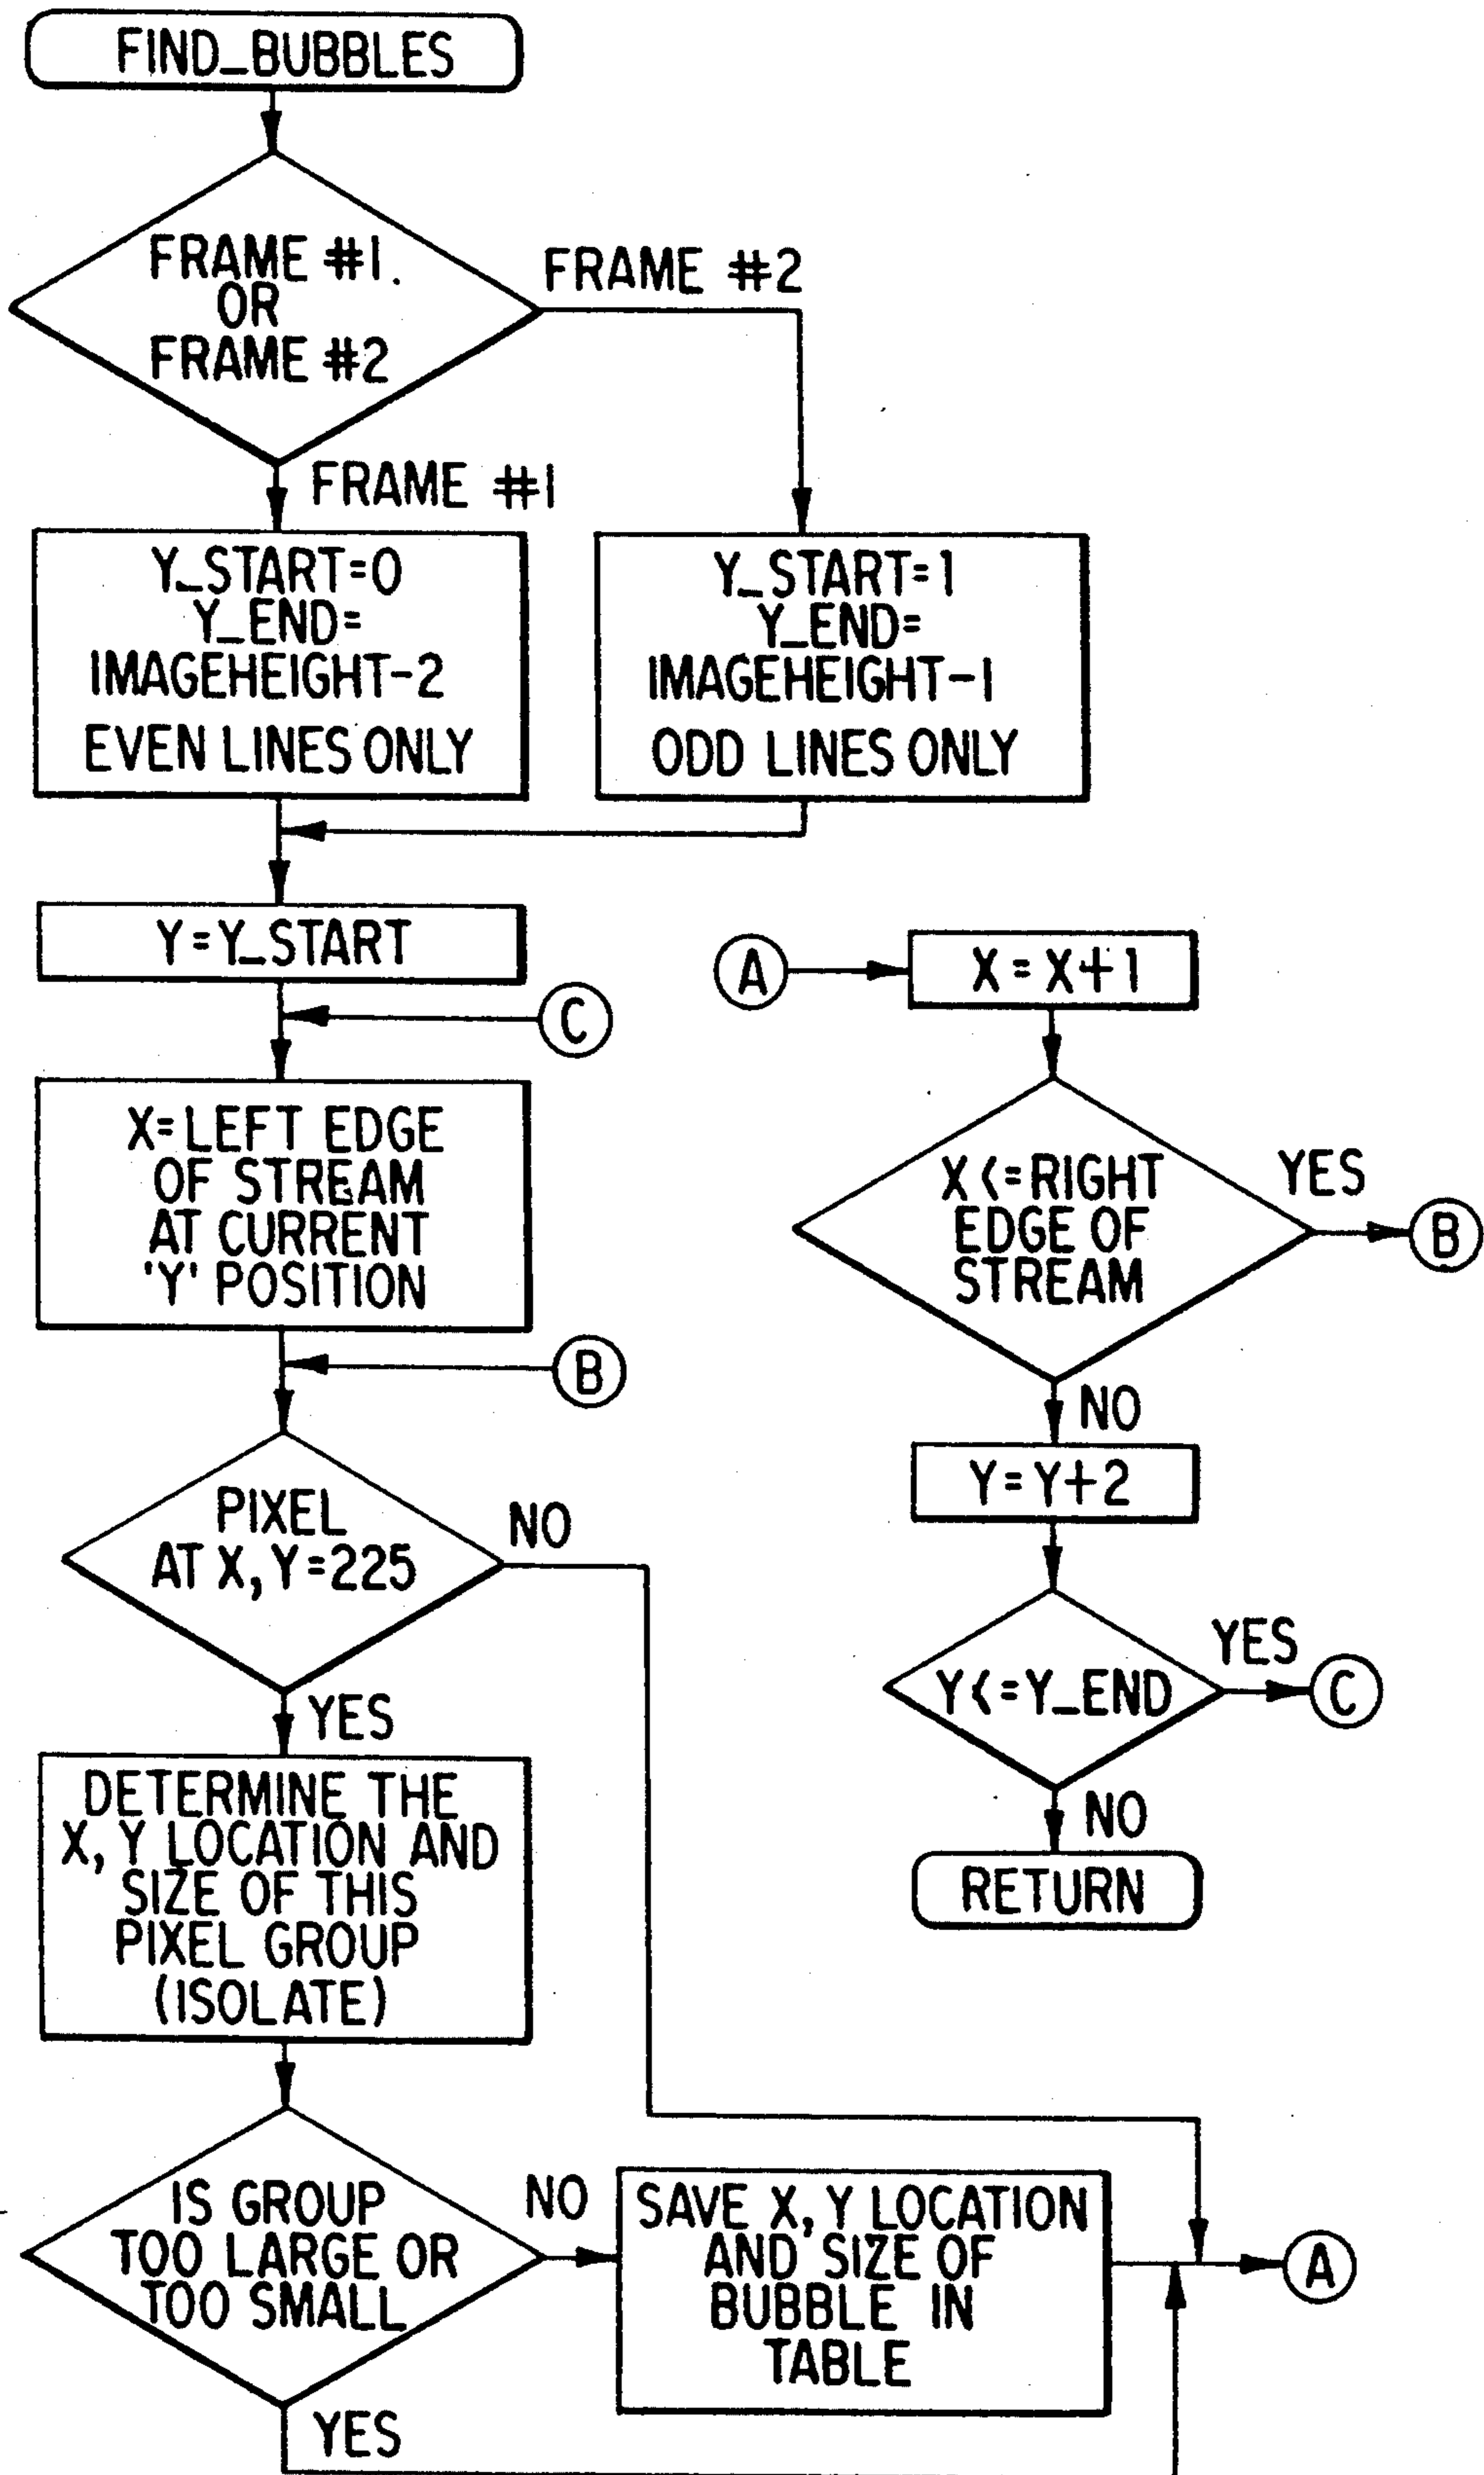 FIND_BUBBLES
FRAME #1.
OR
FRAME #2
FRAME #2
FRAME #1
Y_START=0
Y_END=
IMAGEHEIGHT-2
EVEN LINES ONLY
Y_START=1
Y_END=
IMAGEHEIGHT-1
ODD LINES ONLY
Y=Y_START
C
X=LEFT EDGE
OF STREAM
AT CURRENT
'Y' POSITION
B
PIXEL
AT X, Y=225
NO
YES
DETERMINE THE
X, Y LOCATION AND
SIZE OF THIS
PIXEL GROUP
(ISOLATE)
IS GROUP
TOO LARGE OR
TOO SMALL
NO
YES
SAVE X, Y LOCATION
AND SIZE OF
BUBBLE IN
TABLE
A
A
X=X+1
X<=RIGHT
EDGE OF
STREAM
YES
B
NO
Y=Y+2
Y<=Y_END
YES
C
NO
RETURN